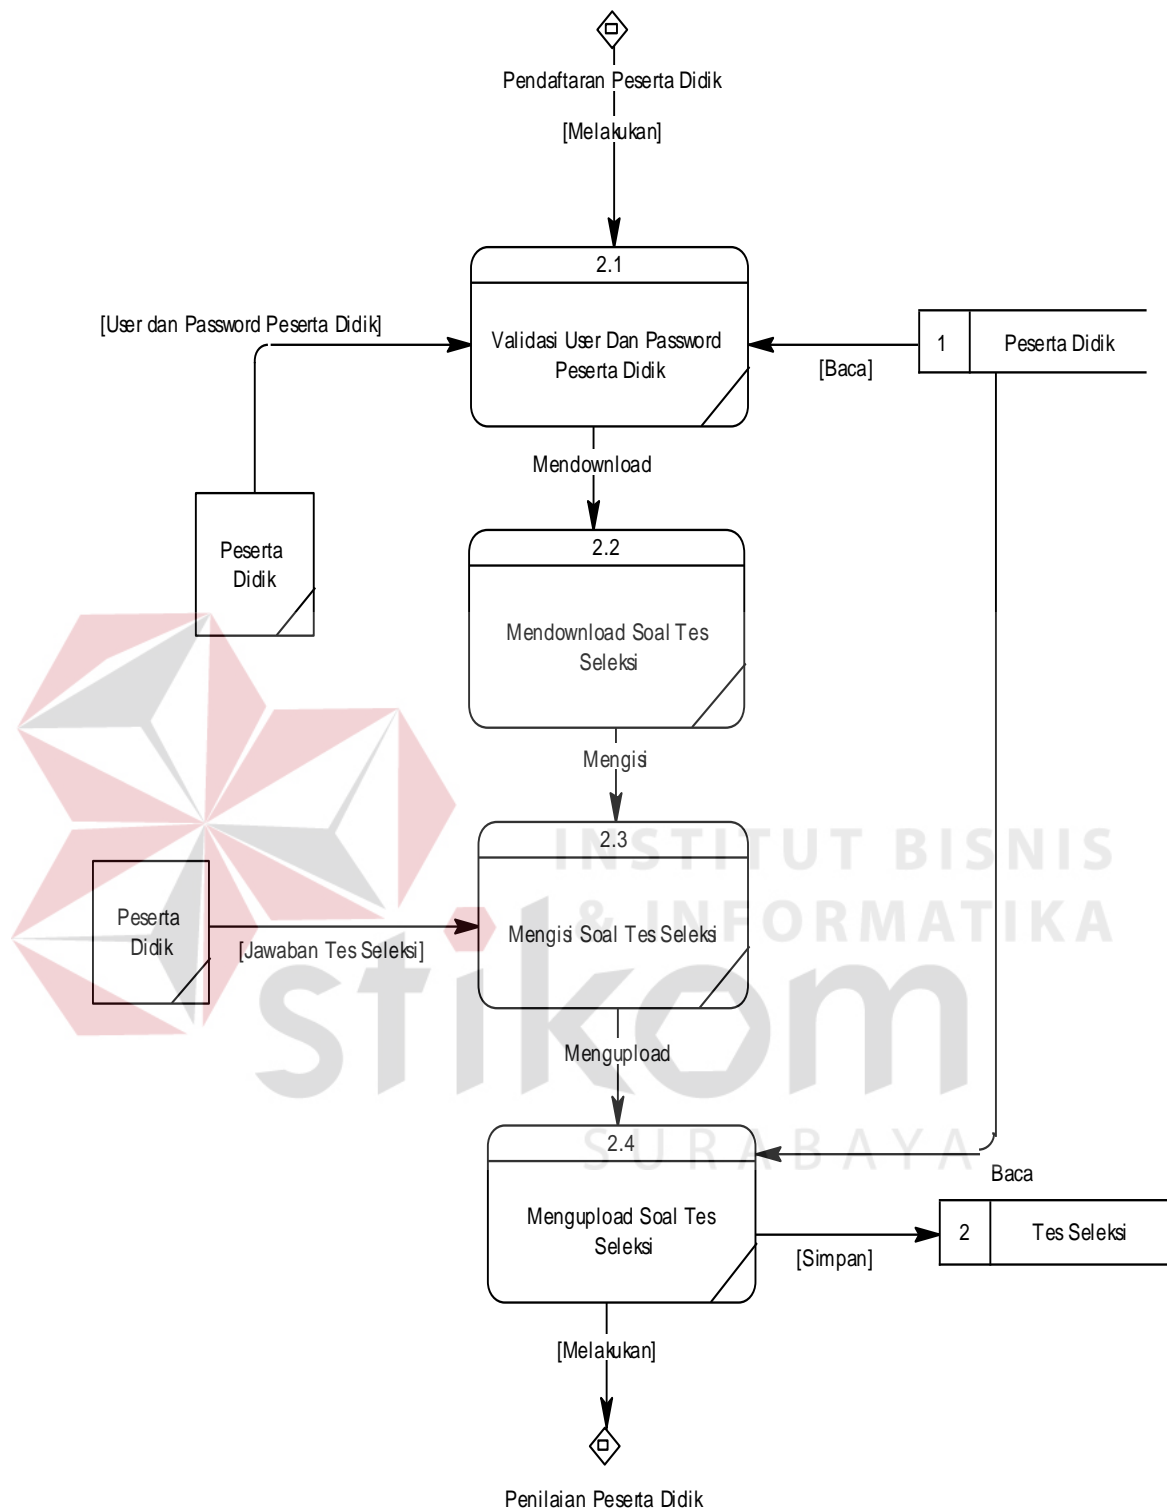 Pendaftaran Peserta Didik
[Melakukan]
2.1
[User dan Password Peserta Didik]
Validasi User Dan Password
Peserta Didik
1
Peserta Didik
[Baca]
Mendownload
Peserta
Didik
2.2
Mendownload Soal Tes
Seleksi
Mengisi
2.3
INSTITUT BISNIS
& INFORMATIKA
Peserta
Didik
[Jawaban Tes Seleksi]
Mengisi Soal Tes Seleksi
stikom
Mengupload
2.4
SURABAYA
Baca
Mengupload Soal Tes
Seleksi
2
Tes Seleksi
[Simpan]
[Melakukan]
Penilaian Peserta Didik